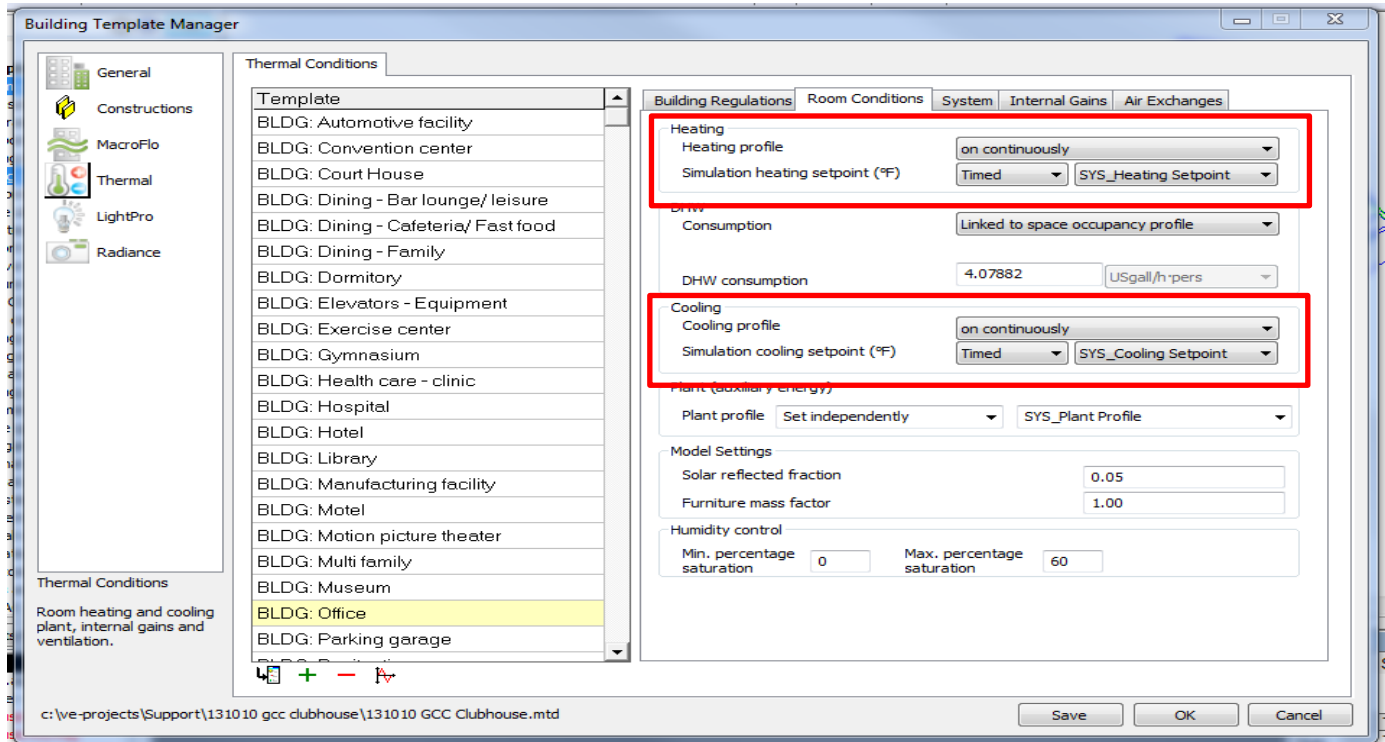 Building Template Manager
General
Constructions
MacroFlo
Thermal
LightPro
Radiance
Thermal Conditions
Room heating and cooling
plant, internal gains and
ventilation.
Thermal Conditions
Template
BLDG: Automotive facility
BLDG: Convention center
BLDG: Court House
BLDG: Dining - Bar lounge/ leisure
BLDG: Dining - Cafeteria/ Fast food
BLDG: Dining - Family
BLDG: Dormitory
BLDG: Elevators - Equipment
BLDG: Exercise center
BLDG: Gymnasium
BLDG: Health care - clinic
BLDG: Hospital
BLDG: Hotel
BLDG: Library
BLDG: Manufacturing facility
BLDG: Motel
BLDG: Motion picture theater
BLDG: Multi family
BLDG: Museum
BLDG: Office
BLDG: Parking garage
Building Regulations Room Conditions System Internal Gains Air Exchanges
Heating
Heating profile on continuously
Simulation heating setpoint (°F) Timed SYS_Heating Setpoint
DHW
Consumption Linked to space occupancy profile
DHW consumption 4.07882 USgall/h·pers
Cooling
Cooling profile on continuously
Simulation cooling setpoint (°F) Timed SYS_Cooling Setpoint
Plant (auxiliary energy)
Plant profile Set independently SYS_Plant Profile
Model Settings
Solar reflected fraction 0.05
Furniture mass factor 1.00
Humidity control
Min. percentage saturation 0 Max. percentage saturation 60
c:\ve-projects\Support\131010 gcc clubhouse\131010 GCC Clubhouse.mtd
Save OK Cancel